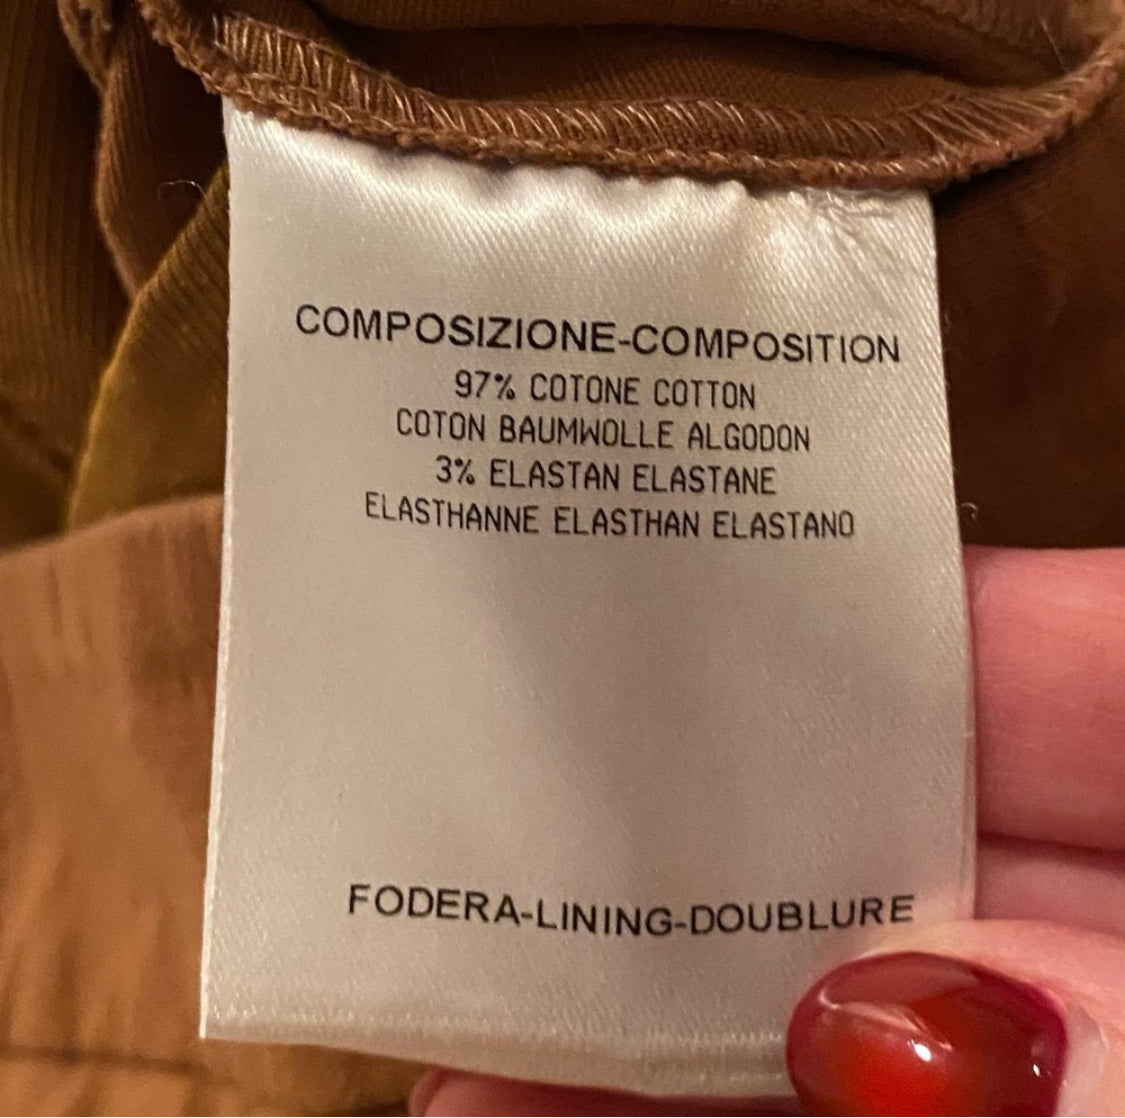 COMPOSIZIONE-COMPOSITION
97% COTONE COTTON
COTON BAUMWOLLE ALGODON
3% ELASTAN ELASTANE
ELASTHANNE ELASTHAN ELASTANO
FODERA-LINING-DOUBLURE